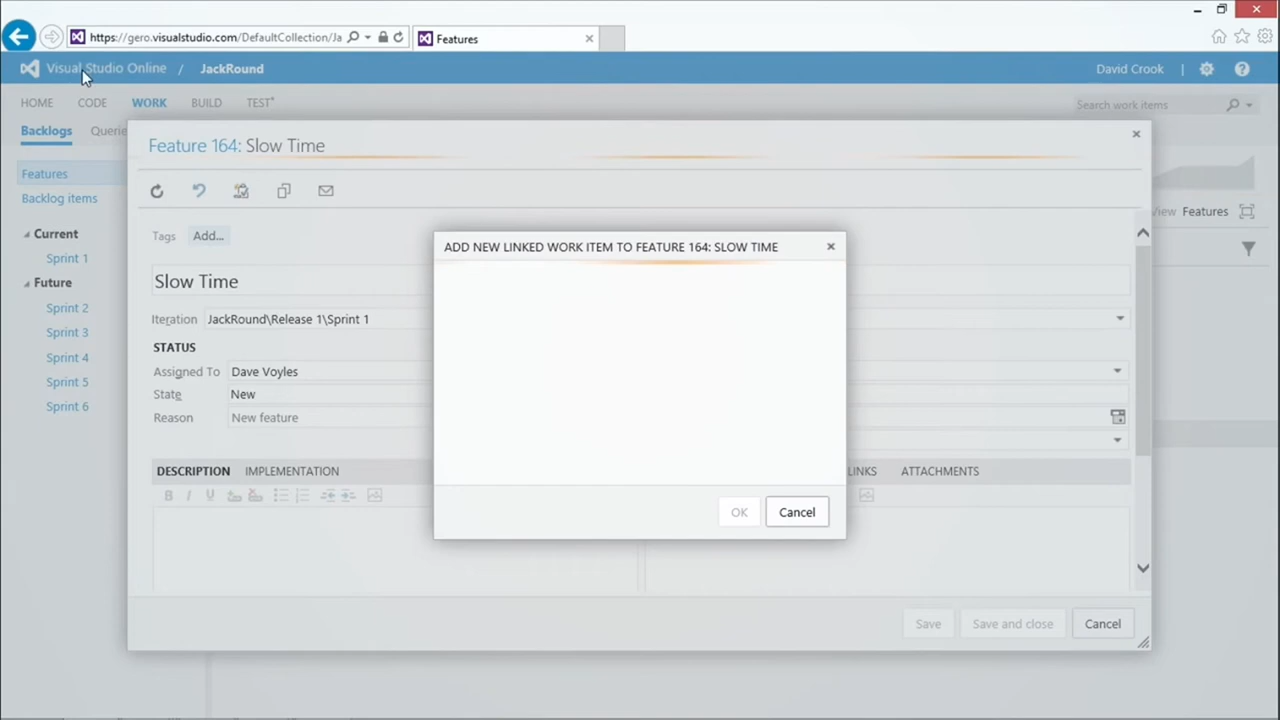 https://gero.visualstudio.com/DefaultCollection/Ja
Features
Visual Studio Online / JackRound
David Crook
HOME CODE WORK BUILD TEST*
Search work items
Backlogs Querie
Feature 164: Slow Time
Features
Backlog items
Current
Sprint 1
Future
Sprint 2
Sprint 3
Sprint 4
Sprint 5
Sprint 6
View Features
Tags Add...
ADD NEW LINKED WORK ITEM TO FEATURE 164: SLOW TIME
Slow Time
Iteration JackRound\Release 1\Sprint 1
STATUS
Assigned To Dave Voyles
State New
Reason New feature
DESCRIPTION IMPLEMENTATION LINKS ATTACHMENTS
B I U
OK Cancel
Save Save and close Cancel